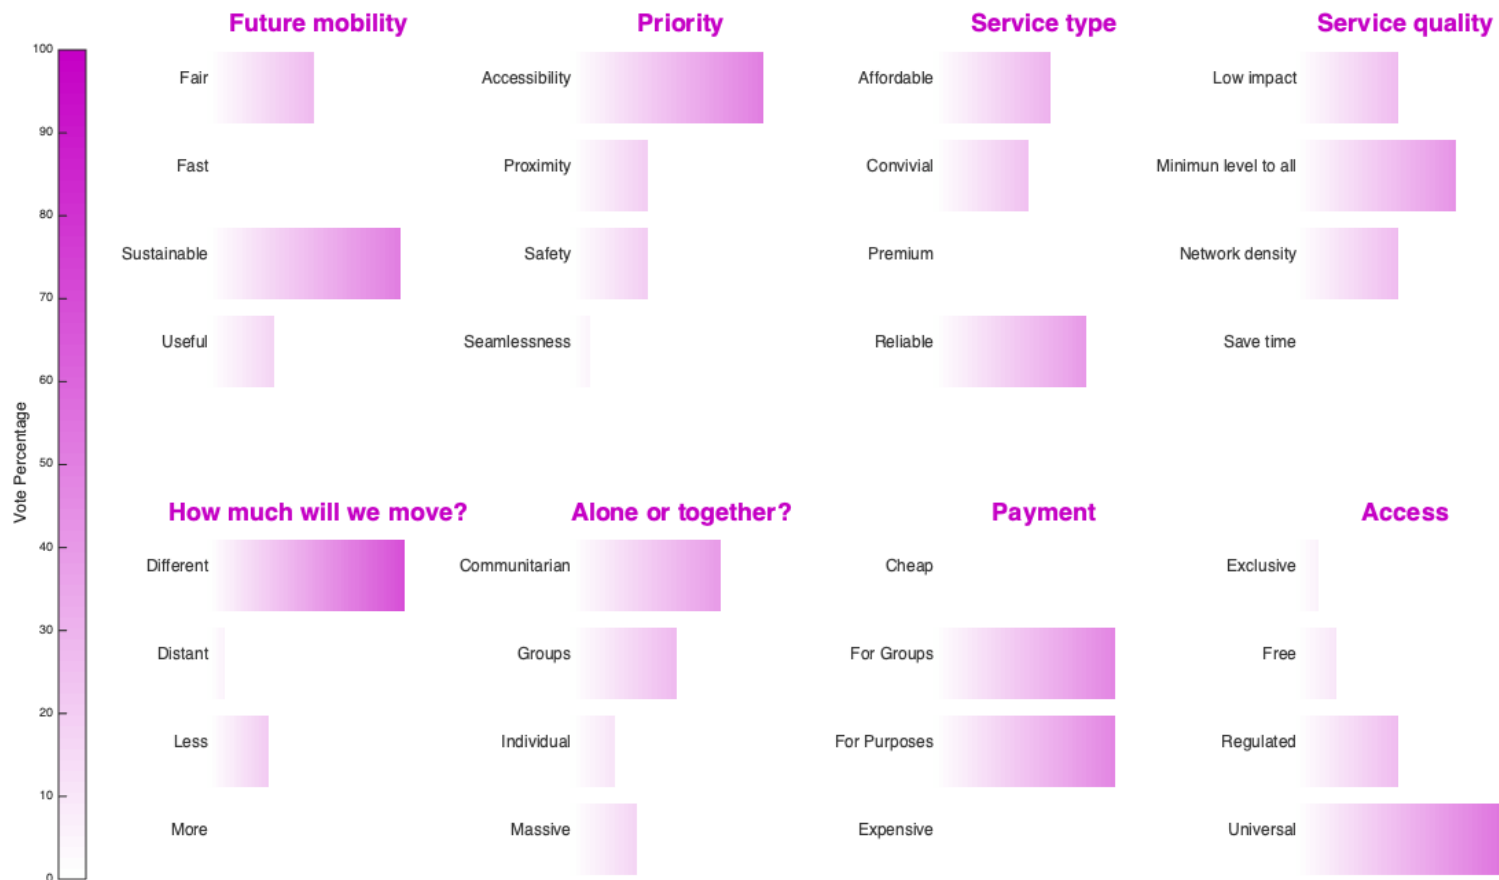 Future mobility
Priority
Service type
Service quality
100
90
80
70
60
50
40
30
20
10
0
Vote Percentage
Fair
Fast
Sustainable
Useful
Accessibility
Proximity
Safety
Seamlessness
Affordable
Convivial
Premium
Reliable
Low impact
Minimun level to all
Network density
Save time
How much will we move?
Alone or together?
Payment
Access
Different
Distant
Less
More
Communitarian
Groups
Individual
Massive
Cheap
For Groups
For Purposes
Expensive
Exclusive
Free
Regulated
Universal